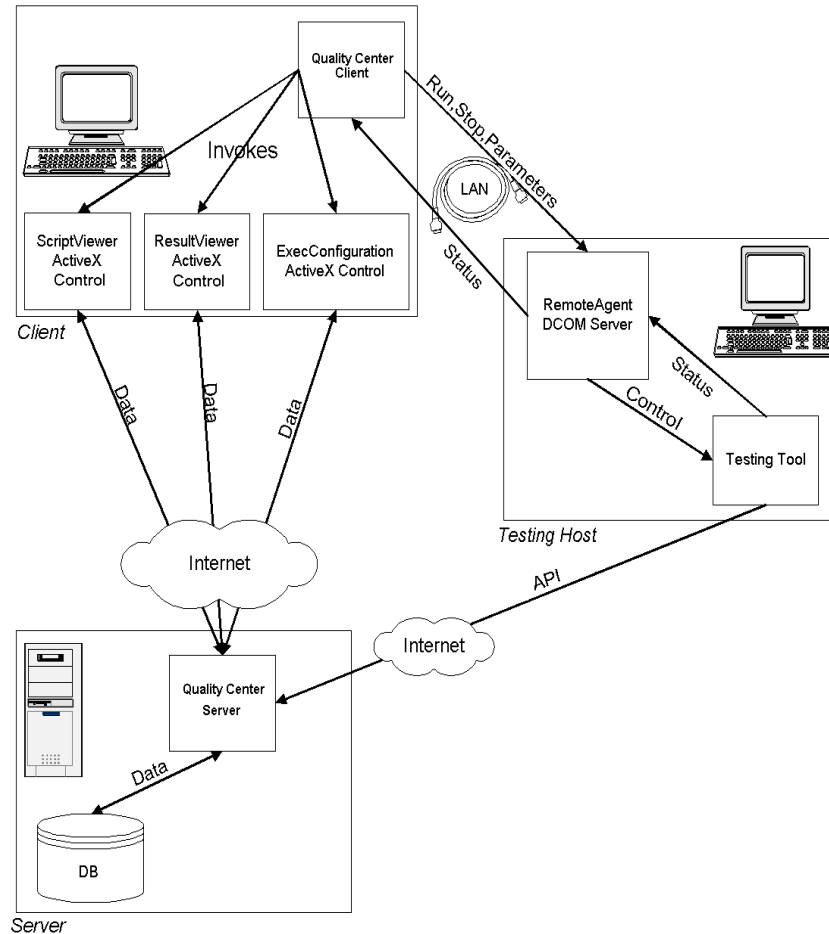 Quality Center
Client
Invokes
ScriptViewer
ActiveX
Control
ResultViewer
ActiveX
Control
ExecConfiguration
ActiveX Control
Client
Run,Stop,Parameters
LAN
Status
RemoteAgent
DCOM Server
Status
Control
Testing Tool
Testing Host
Data
Data
Data
Internet
API
Internet
Quality Center
Server
Data
DB
Server